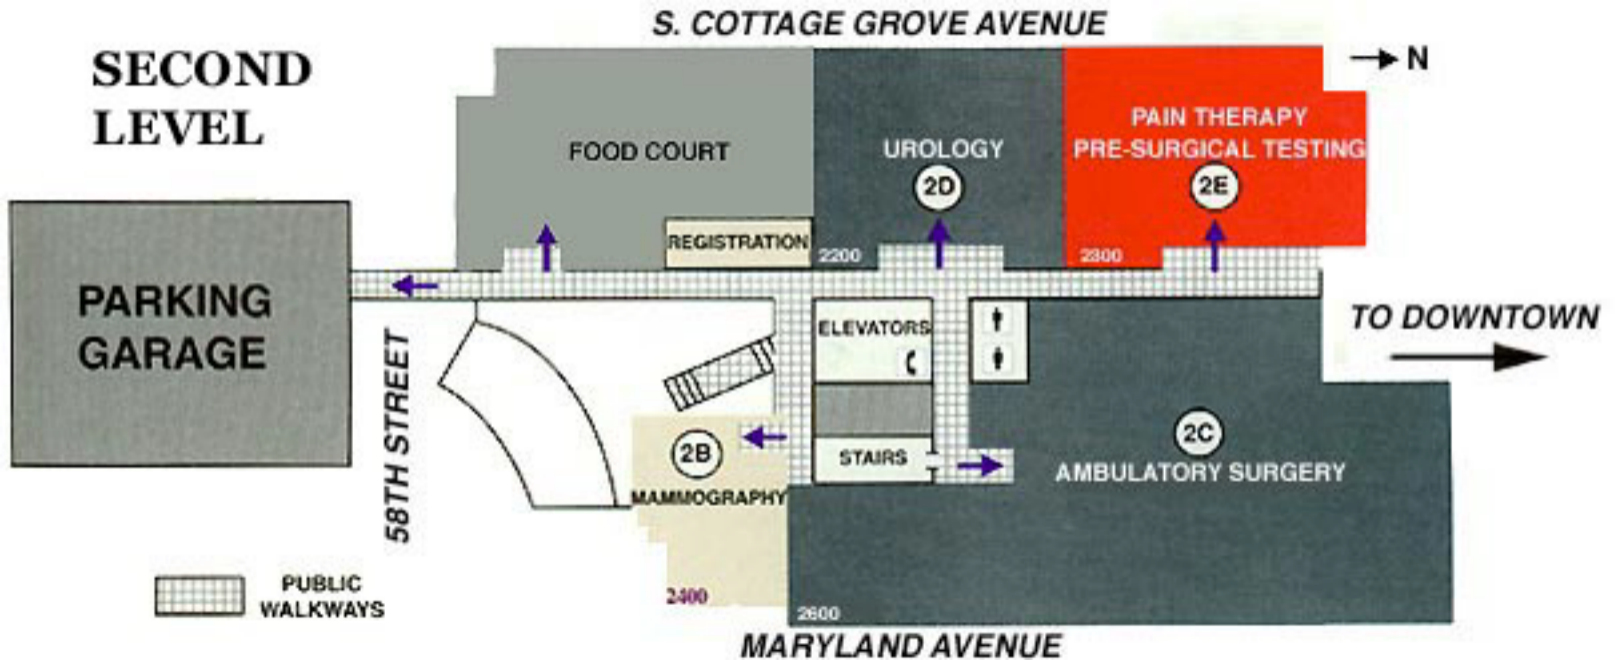 S. COTTAGE GROVE AVENUE
SECOND
LEVEL
N
FOOD COURT
UROLOGY
2D
PAIN THERAPY
PRE-SURGICAL TESTING
2E
REGISTRATION
2200
2300
PARKING
GARAGE
58TH STREET
ELEVATORS
TO DOWNTOWN
2B
MAMMOGRAPHY
STAIRS
2C
AMBULATORY SURGERY
PUBLIC
WALKWAYS
2400
2600
MARYLAND AVENUE